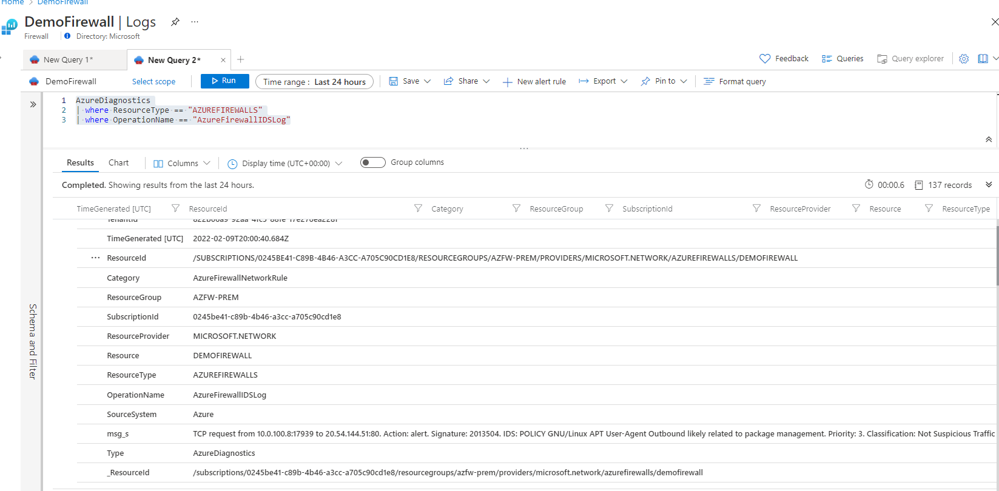 Home > DemoFirewall
DemoFirewall | Logs ...
Firewall Directory: Microsoft
New Query 1* New Query 2* × + Feedback Queries Query explorer
DemoFirewall Select scope Run Time range : Last 24 hours Save Share New alert rule Export Pin to Format query
1 AzureDiagnostics
2 | where ResourceType == "AZUREFIREWALLS"
3 | where OperationName == "AzureFirewallIDSLog"
Results Chart Columns Display time (UTC+00:00) Group columns
Completed. Showing results from the last 24 hours. 00:00.6 137 records
TimeGenerated [UTC] ResourceId Category ResourceGroup SubscriptionId ResourceProvider Resource ResourceType
TimeGenerated [UTC] 2022-02-09T20:00:40.684Z
... ResourceId /SUBSCRIPTIONS/0245BE41-C89B-4B46-A3CC-A705C90CD1E8/RESOURCEGROUPS/AZFW-PREM/PROVIDERS/MICROSOFT.NETWORK/AZUREFIREWALLS/DEMOFIREWALL
Category AzureFirewallNetworkRule
ResourceGroup AZFW-PREM
SubscriptionId 0245be41-c89b-4b46-a3cc-a705c90cd1e8
ResourceProvider MICROSOFT.NETWORK
Resource DEMOFIREWALL
ResourceType AZUREFIREWALLS
OperationName AzureFirewallIDSLog
SourceSystem Azure
msg_s TCP request from 10.0.100.8:17939 to 20.54.144.51:80. Action: alert. Signature: 2013504. IDS: POLICY GNU/Linux APT User-Agent Outbound likely related to package management. Priority: 3. Classification: Not Suspicious Traffic
Type AzureDiagnostics
_ResourceId /subscriptions/0245be41-c89b-4b46-a3cc-a705c90cd1e8/resourcegroups/azfw-prem/providers/microsoft.network/azurefirewalls/demofirewall
Schema and Filter